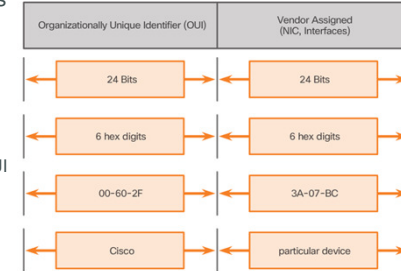 s
Organizationally Unique Identifier (OUI)
Vendor Assigned
(NIC, Interfaces)
24 Bits
24 Bits
6 hex digits
6 hex digits
UI
00-60-2F
3A-07-BC
Cisco
particular device